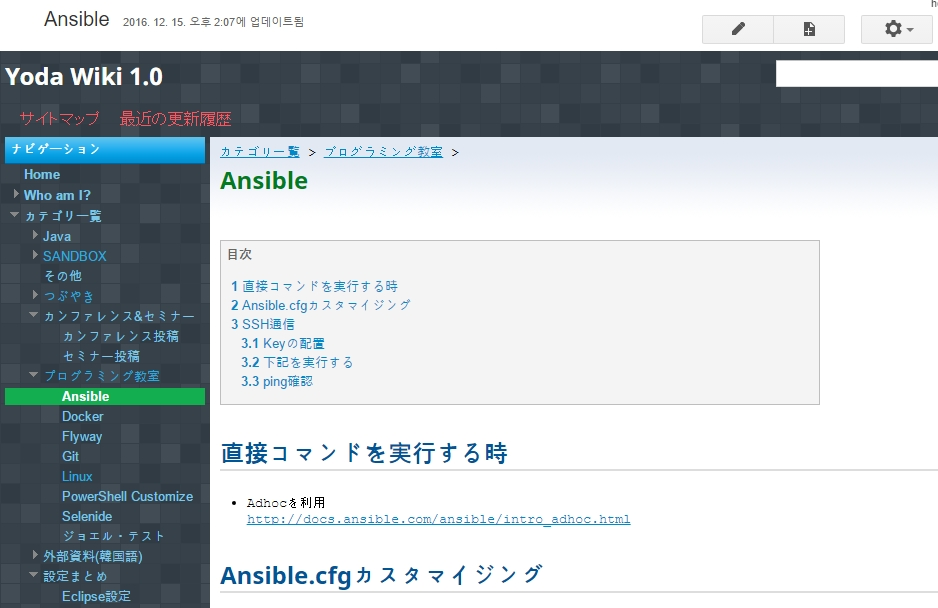 Ansible 2016. 12. 15. 오후 2:07에 업데이트됨
Yoda Wiki 1.0
サイトマップ 最近の更新履歴
ナビゲーション
Home
Who am I?
カテゴリ一覧
Java
SANDBOX
その他
つぶやき
カンファレンス&セミナー
カンファレンス投稿
セミナー投稿
プログラミング教室
Ansible
Docker
Flyway
Git
Linux
PowerShell Customize
Selenide
ジョエル・テスト
外部資料(韓国語)
設定まとめ
Eclipse設定
カテゴリ一覧 > プログラミング教室 >
Ansible
目次
1 直接コマンドを実行する時
2 Ansible.cfgカスタマイジング
3 SSH通信
3.1 Keyの配置
3.2 下記を実行する
3.3 ping確認
直接コマンドを実行する時
• Adhocを利用
http://docs.ansible.com/ansible/intro_adhoc.html
Ansible.cfgカスタマイジング